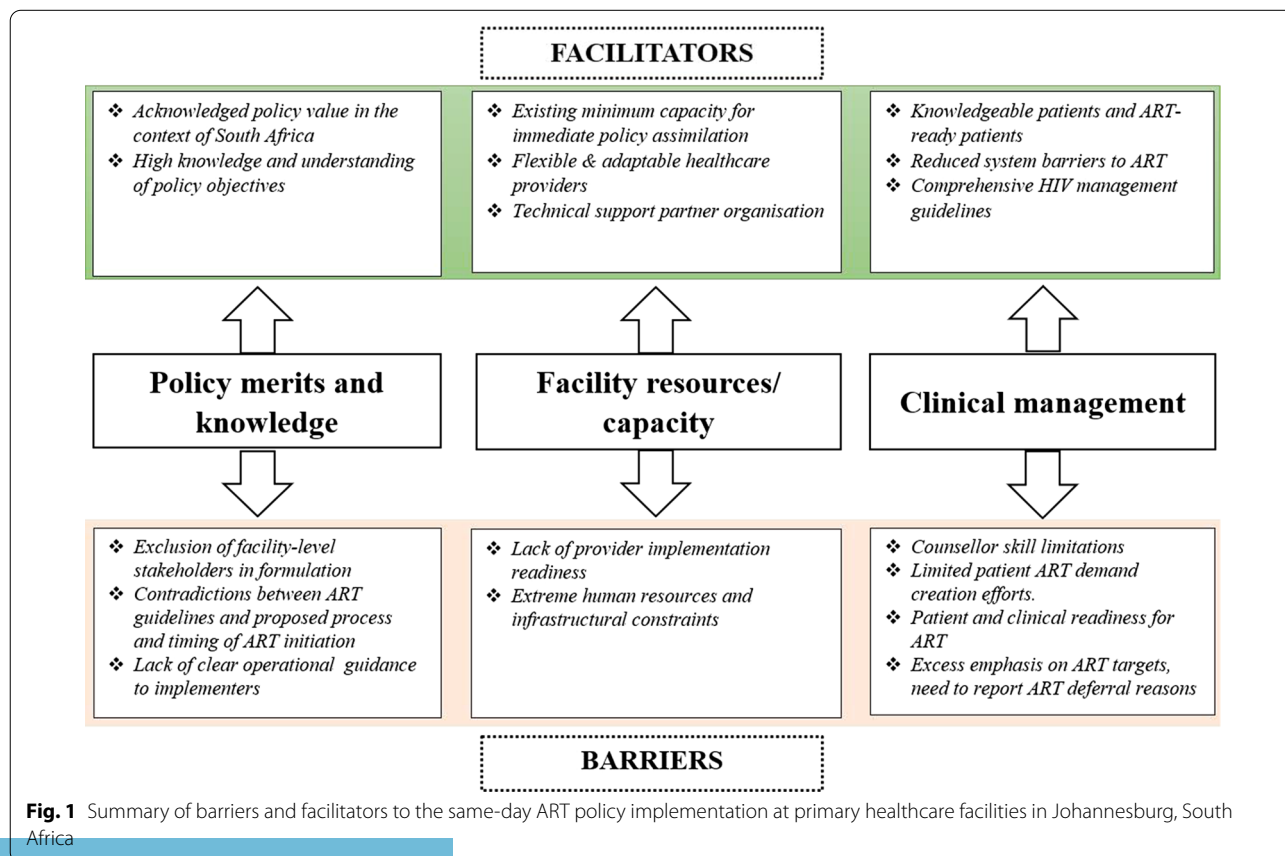 FACILITATORS
❖ Acknowledged policy value in the
context of South Africa
❖ High knowledge and understanding
of policy objectives
❖ Existing minimum capacity for
immediate policy assimilation
❖ Flexible & adaptable healthcare
providers
❖ Technical support partner organisation
❖ Knowledgeable patients and ART-
ready patients
❖ Reduced system barriers to ART
❖ Comprehensive HIV management
guidelines
Policy merits and
knowledge
Facility resources/
capacity
Clinical management
❖ Exclusion of facility-level
stakeholders in formulation
❖ Contradictions between ART
guidelines and proposed process
and timing of ART initiation
❖ Lack of clear operational guidance
to implementers
❖ Lack of provider implementation
readiness
❖ Extreme human resources and
infrastructural constraints
❖ Counsellor skill limitations
❖ Limited patient ART demand
creation efforts.
❖ Patient and clinical readiness for
ART
❖ Excess emphasis on ART targets,
need to report ART deferral reasons
BARRIERS
Fig. 1 Summary of barriers and facilitators to the same-day ART policy implementation at primary healthcare facilities in Johannesburg, South
Africa